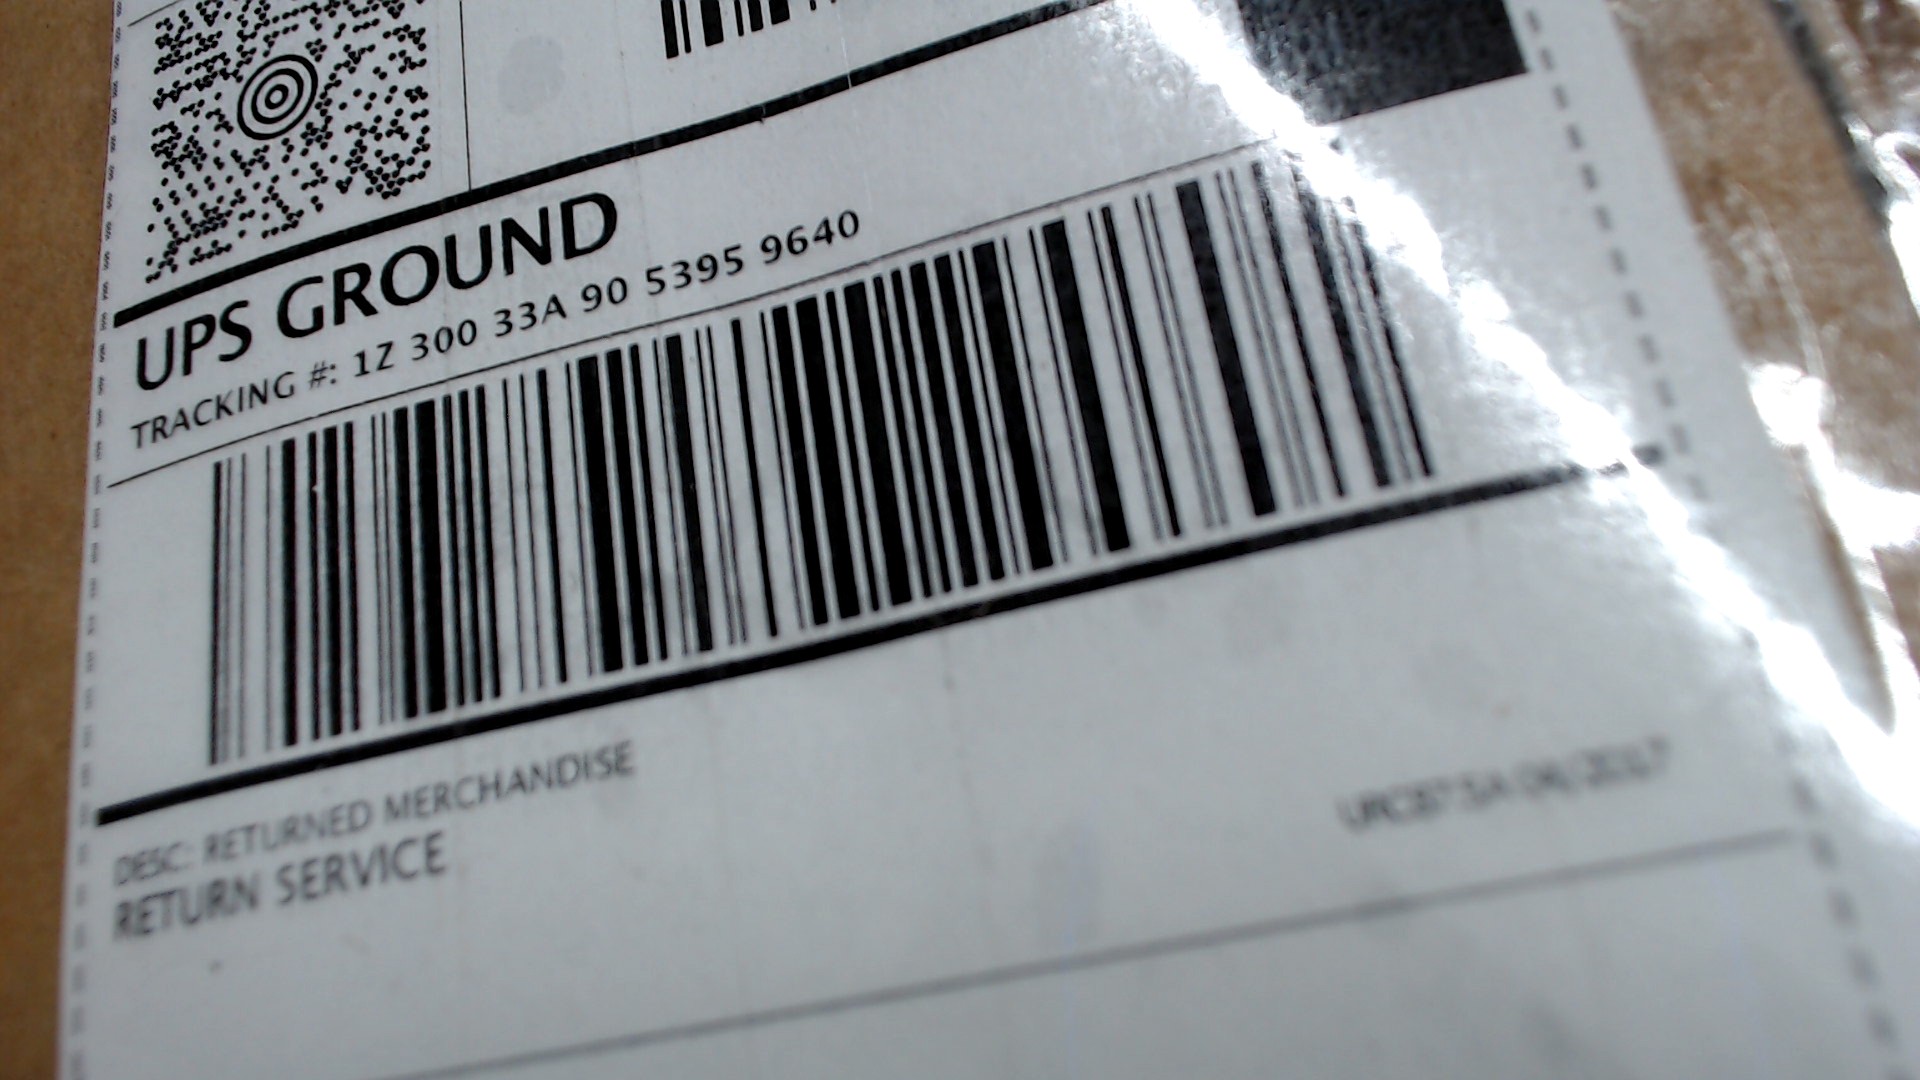 UPS GROUND
TRACKING #: 1Z 300 33A 90 5395 9640
DESC: RETURNED MERCHANDISE
RETURN SERVICE